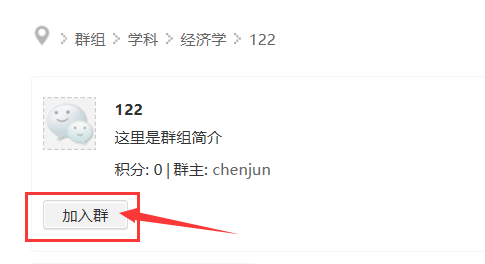 群组 学科 经济学 122
122
这里是群组简介
积分: 0 | 群主: chenjun
加入群